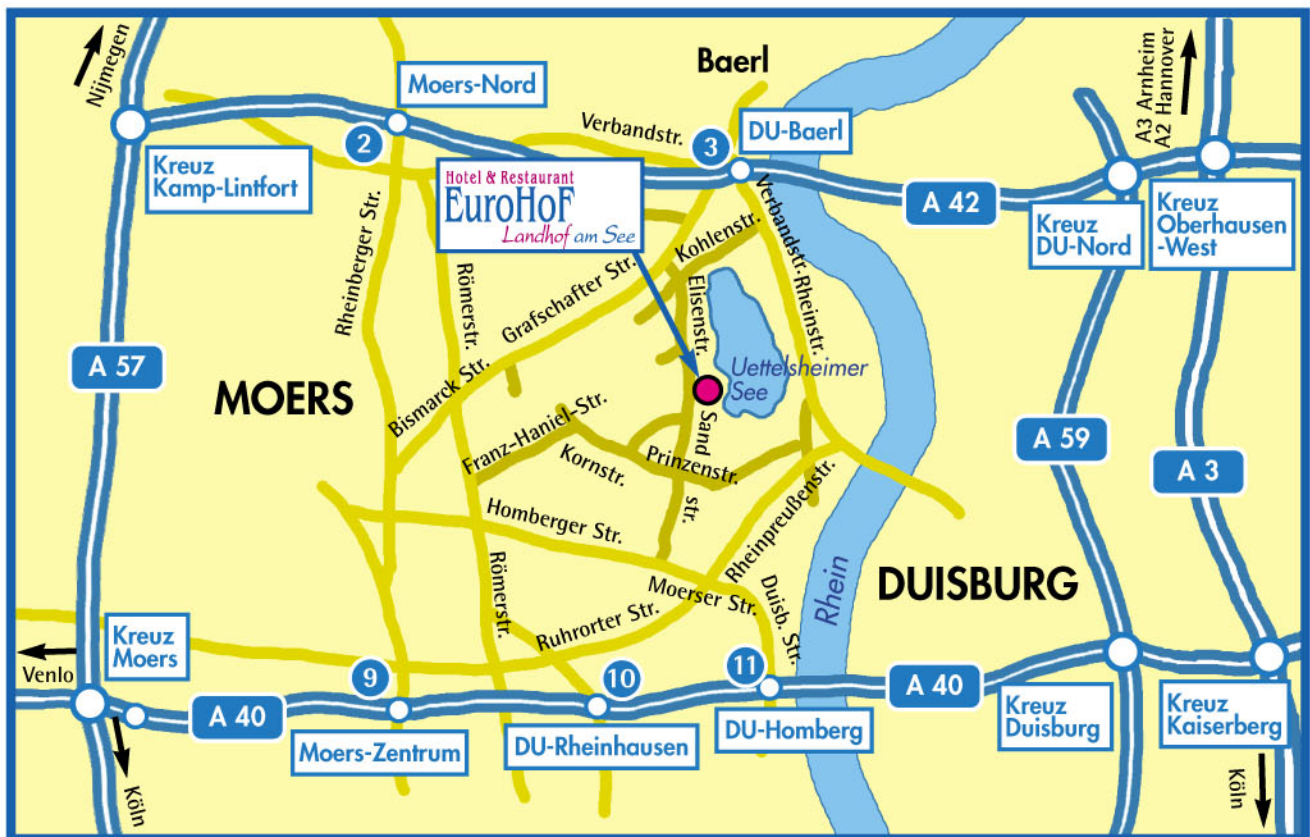 Nijmegen
Moers-Nord
Baerl
A3 Arnheim
A2 Hannover
2
Verbandstr.
3
DU-Baerl
Kreuz
Kamp-Lintfort
Hotel & Restaurant
EuroHof
Landhof am See
A 42
Kreuz
DU-Nord
Kreuz
Oberhausen
-West
Rheinberger Str.
Römerstr.
Grafschafter Str.
Kohlenstr.
Elisenstr.
Verbandstr.
Rheinstr.
A 57
MOERS
Bismarck Str.
Uettelsheimer
See
Franz-Haniel-Str.
Kornstr.
Sand
str.
Prinzenstr.
A 59
A 3
Homberger Str.
Rheinpreußenstr.
Römerstr.
Moerser Str.
Duisb. Str.
Rhein
DUISBURG
Ruhrorter Str.
Kreuz
Moers
Venlo
A 40
9
10
11
A 40
Kreuz
Duisburg
Kreuz
Kaiserberg
Moers-Zentrum
DU-Rheinhausen
DU-Homberg
Köln
Köln